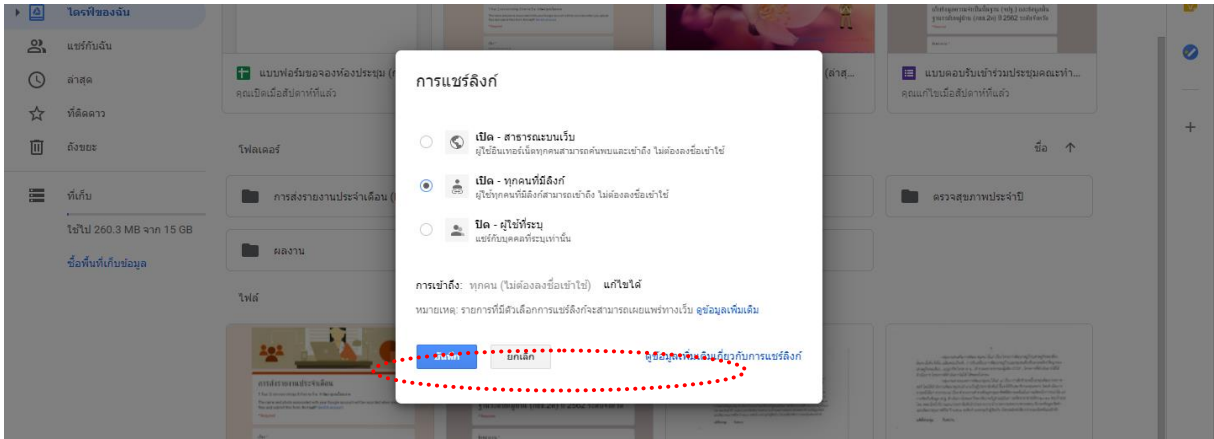 ไดรฟ์ของฉัน
แชร์กับฉัน
ล่าสุด
ที่ติดดาว
ถังขยะ
ที่เก็บ
ใช้ไป 260.3 MB จาก 15 GB
ซื้อพื้นที่เก็บข้อมูล
แบบฟอร์มขอจองห้องประชุม (ก
คุณเปิดเมื่อสัปดาห์ที่แล้ว
(ล่าสุ...
แบบตอบรับเข้าร่วมประชุมคณะทำ...
คุณแก้ไขเมื่อสัปดาห์ที่แล้ว
โฟลเดอร์
ชื่อ
การส่งรายงานประจำเดือน (
ตรวจสุขภาพประจำปี
ผลงาน
ไฟล์
การส่งรายงานประจำเดือน
การแชร์ลิงก์
เปิด - สาธารณะบนเว็บ
ผู้ใช้อินเทอร์เน็ตทุกคนสามารถค้นพบและเข้าถึง ไม่ต้องลงชื่อเข้าใช้
เปิด - ทุกคนที่มีลิงก์
ผู้ใช้ทุกคนที่มีลิงก์สามารถเข้าถึง ไม่ต้องลงชื่อเข้าใช้
ปิด - ผู้ใช้ที่ระบุ
แชร์กับบุคคลที่ระบุเท่านั้น
การเข้าถึง: ทุกคน (ไม่ต้องลงชื่อเข้าใช้) แก้ไขได้
หมายเหตุ: รายการที่มีตัวเลือกการแชร์ลิงก์จะสามารถเผยแพร่ทางเว็บ ดูข้อมูลเพิ่มเติม
บันทึก ยกเลิก ดูข้อมูลเพิ่มเติมเกี่ยวกับการแชร์ลิงก์